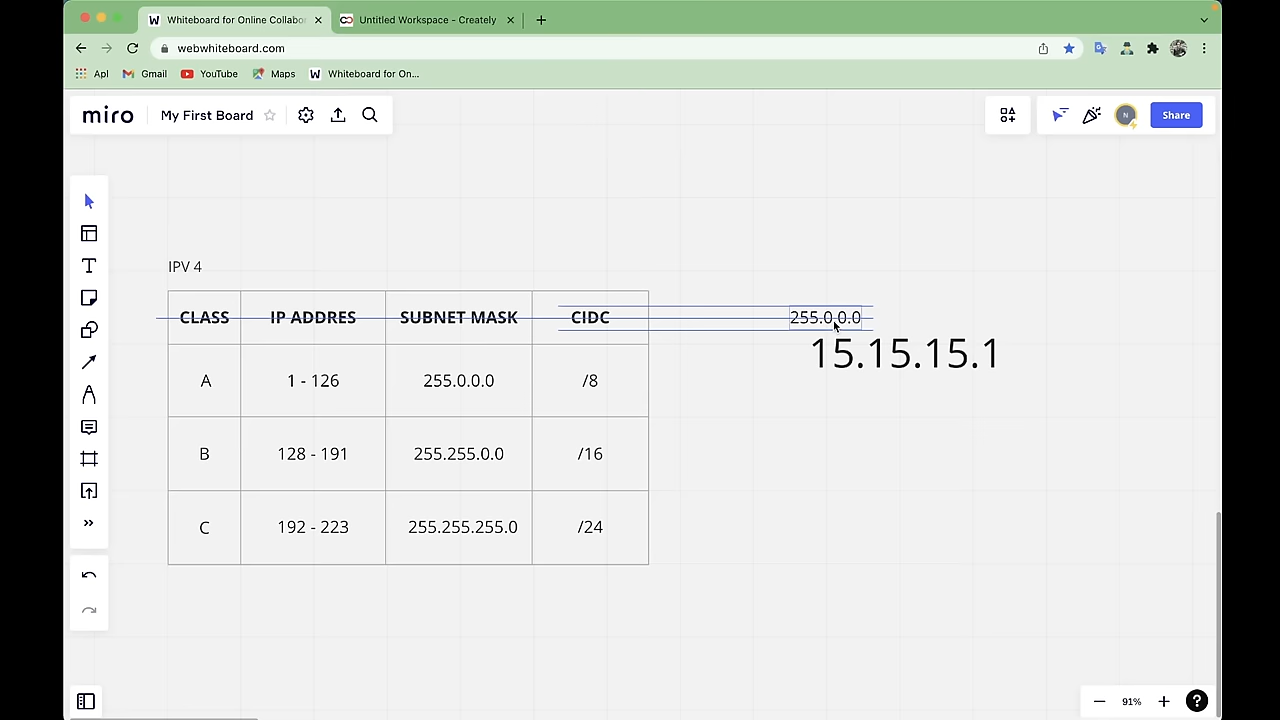 Whiteboard for Online Collabo
Untitled Workspace - Creately
webwhiteboard.com
Apl
Gmail
YouTube
Maps
Whiteboard for On...
miro
My First Board
N
Share
IPV 4
CLASS IP ADDRES SUBNET MASK CIDC
255.0.0.0
15.15.15.1
A 1 - 126 255.0.0.0 /8
B 128 - 191 255.255.0.0 /16
C 192 - 223 255.255.255.0 /24
91%